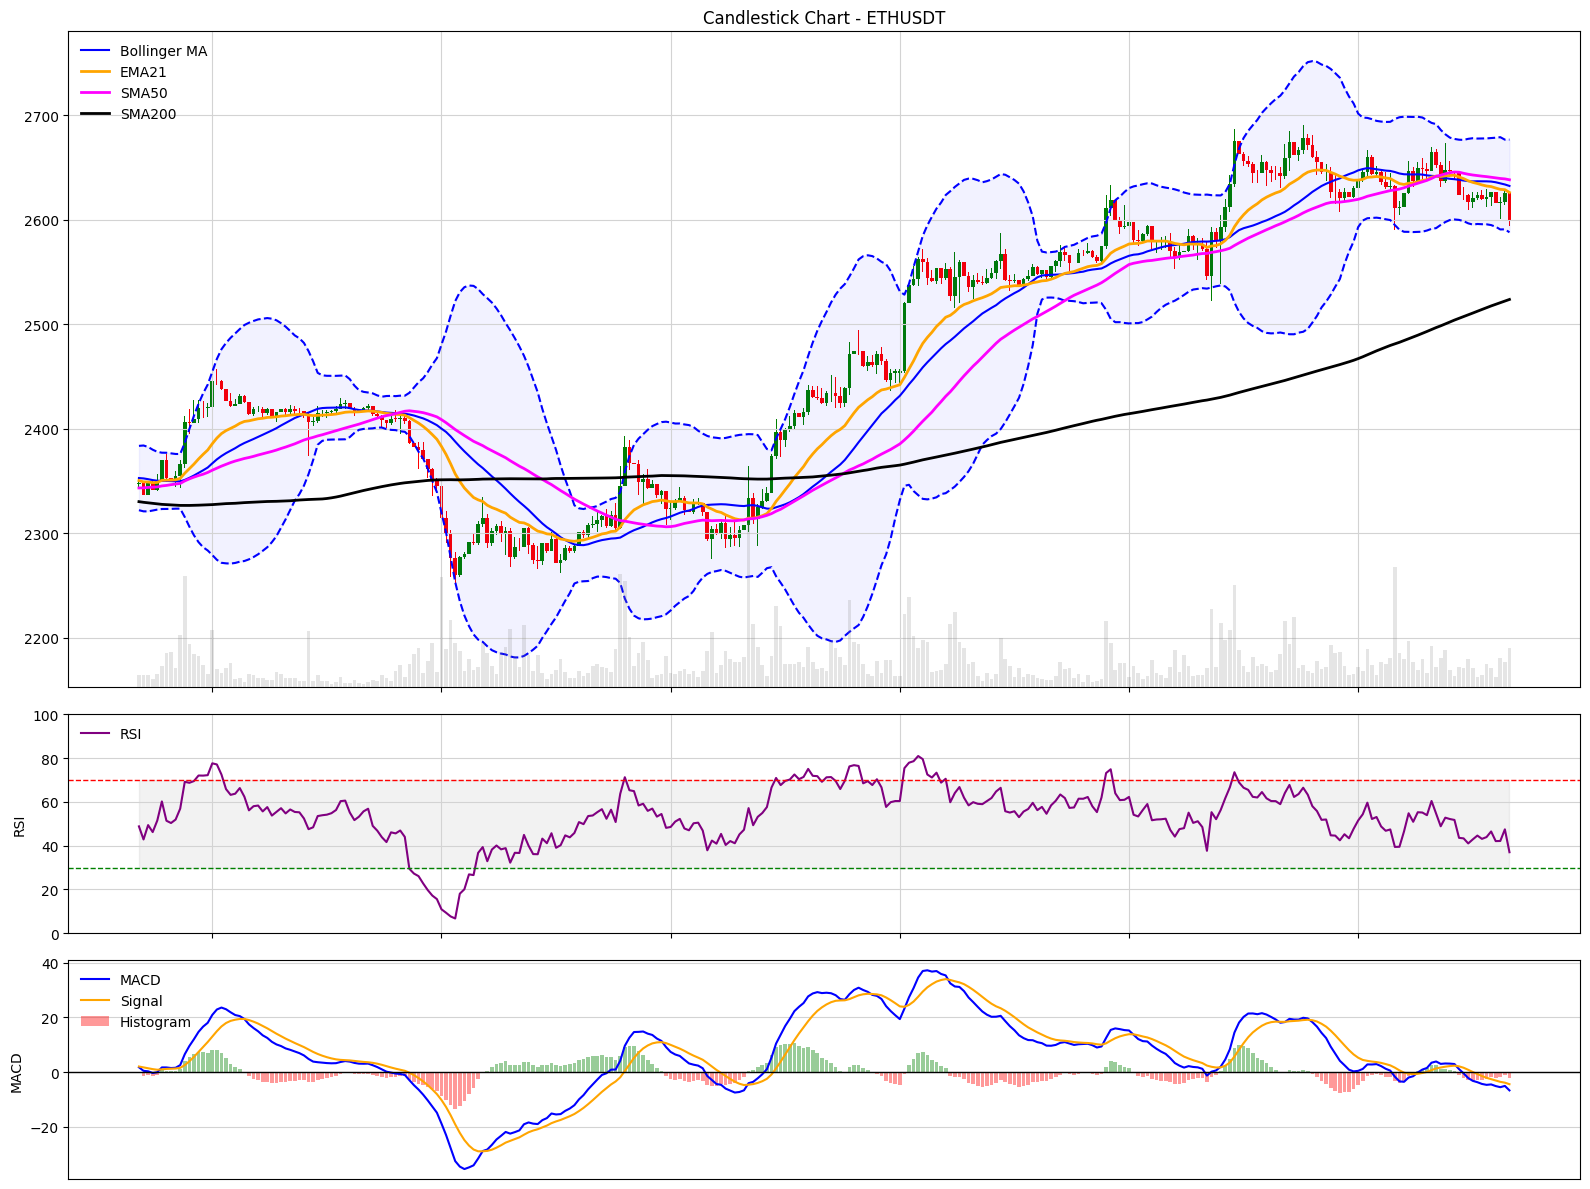 Candlestick Chart - ETHUSDT
Bollinger MA
EMA21
SMA50
SMA200
2700
2600
2500
2400
2300
2200
100
80
60
40
20
0
RSI
RSI
40
20
0
−20
MACD
MACD
Signal
Histogram